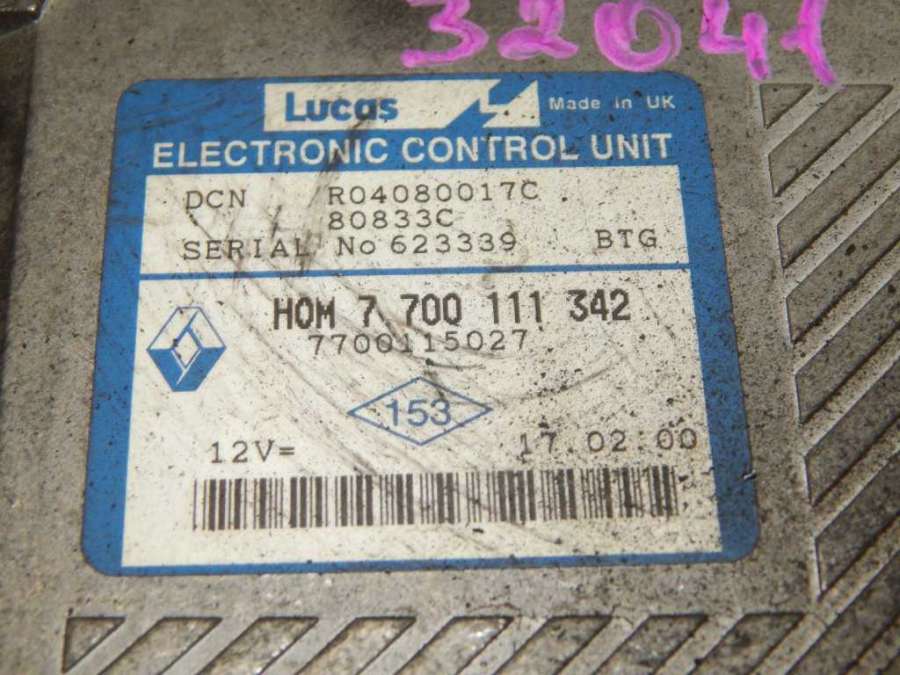 32041
Lucas Made in UK
ELECTRONIC CONTROL UNIT
DCN R04080017C
80833C
SERIAL No 623339 BTG
HOM 7 700 111 342
7700115027
153
12V= 17.02:00